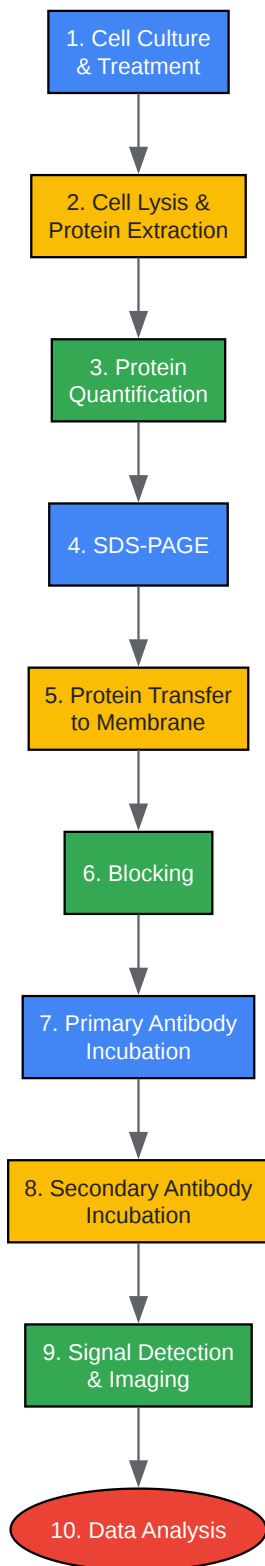 1. Cell Culture
& Treatment
2. Cell Lysis &
Protein Extraction
3. Protein
Quantification
4. SDS-PAGE
5. Protein Transfer
to Membrane
6. Blocking
7. Primary Antibody
Incubation
8. Secondary Antibody
Incubation
9. Signal Detection
& Imaging
10. Data Analysis